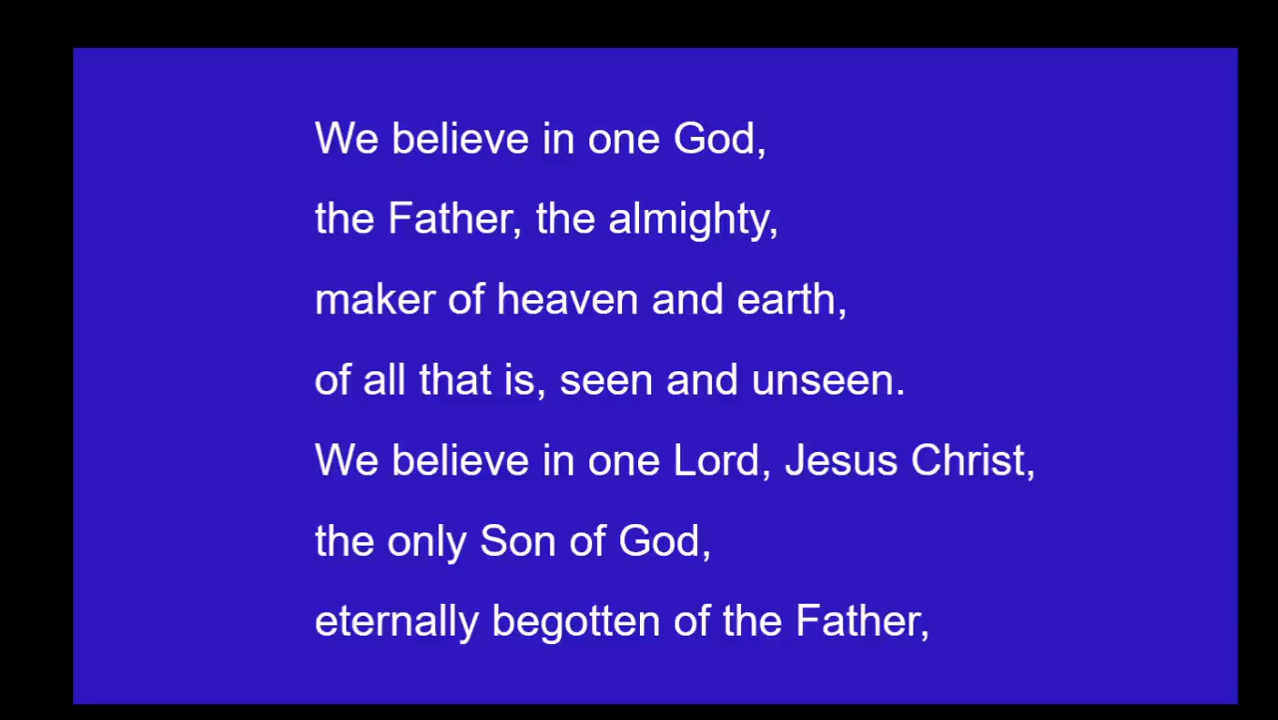 We believe in one God,
the Father, the almighty,
maker of heaven and earth,
of all that is, seen and unseen.
We believe in one Lord, Jesus Christ,
the only Son of God,
eternally begotten of the Father,